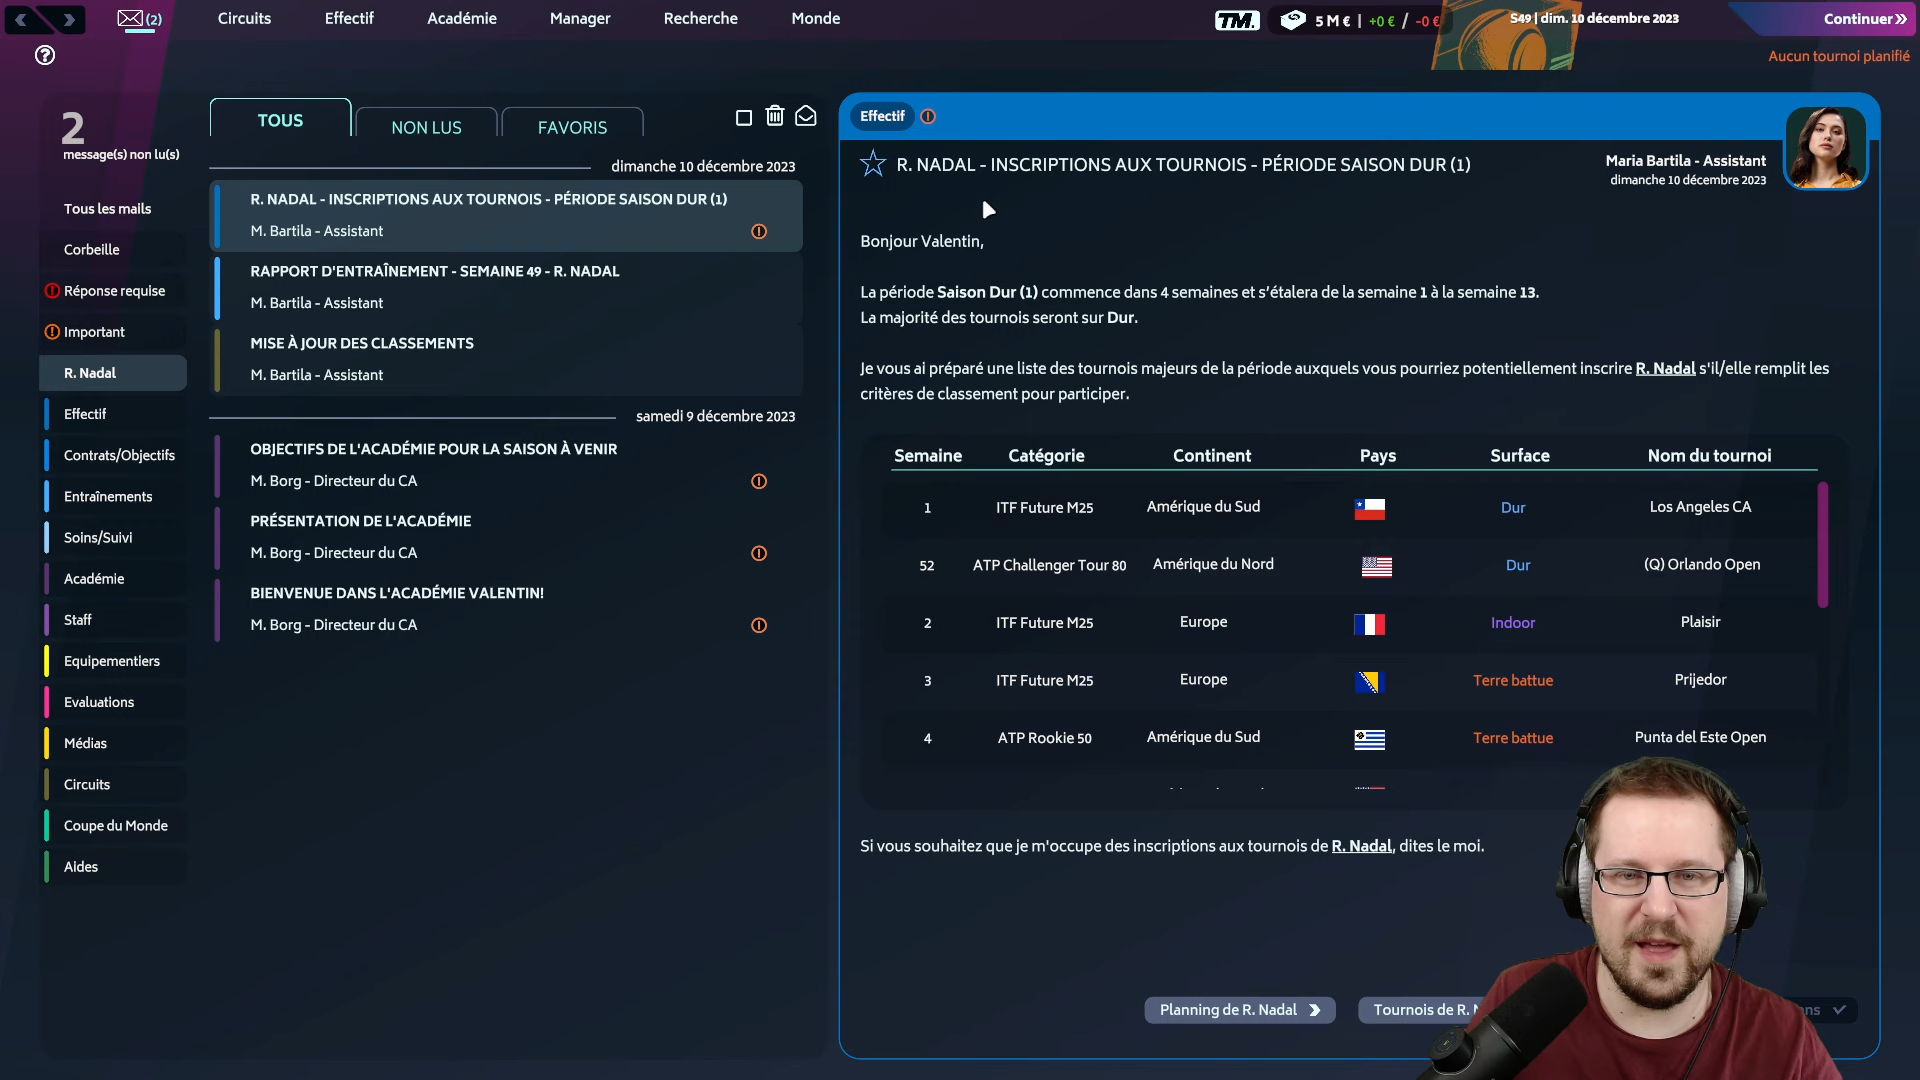 (2)
Circuits
Effectif
Académie
Manager
Recherche
Monde
TM.
5 M € | +0 € / -0 €
S49 | dim. 10 décembre 2023
Continuer
Aucun tournoi planifié
2
message(s) non lu(s)
Tous les mails
Corbeille
Réponse requise
Important
R. Nadal
Effectif
Contrats/Objectifs
Entraînements
Soins/Suivi
Académie
Staff
Equipementiers
Evaluations
Médias
Circuits
Coupe du Monde
Aides
TOUS
NON LUS
FAVORIS
dimanche 10 décembre 2023
R. NADAL - INSCRIPTIONS AUX TOURNOIS - PÉRIODE SAISON DUR (1)
M. Bartila - Assistant
RAPPORT D'ENTRAÎNEMENT - SEMAINE 49 - R. NADAL
M. Bartila - Assistant
MISE À JOUR DES CLASSEMENTS
M. Bartila - Assistant
samedi 9 décembre 2023
OBJECTIFS DE L'ACADÉMIE POUR LA SAISON À VENIR
M. Borg - Directeur du CA
PRÉSENTATION DE L'ACADÉMIE
M. Borg - Directeur du CA
BIENVENUE DANS L'ACADÉMIE VALENTIN!
M. Borg - Directeur du CA
Effectif
R. NADAL - INSCRIPTIONS AUX TOURNOIS - PÉRIODE SAISON DUR (1)
Maria Bartila - Assistant
dimanche 10 décembre 2023
Bonjour Valentin,
La période Saison Dur (1) commence dans 4 semaines et s'étalera de la semaine 1 à la semaine 13.
La majorité des tournois seront sur Dur.
Je vous ai préparé une liste des tournois majeurs de la période auxquels vous pourriez potentiellement inscrire R. Nadal s'il/elle remplit les
critères de classement pour participer.
Semaine Catégorie Continent Pays Surface Nom du tournoi
1 ITF Future M25 Amérique du Sud Dur Los Angeles CA
52 ATP Challenger Tour 80 Amérique du Nord Dur (Q) Orlando Open
2 ITF Future M25 Europe Indoor Plaisir
3 ITF Future M25 Europe Terre battue Prijedor
4 ATP Rookie 50 Amérique du Sud Terre battue Punta del Este Open
Si vous souhaitez que je m'occupe des inscriptions aux tournois de R. Nadal, dites le moi.
Planning de R. Nadal
Tournois de R.